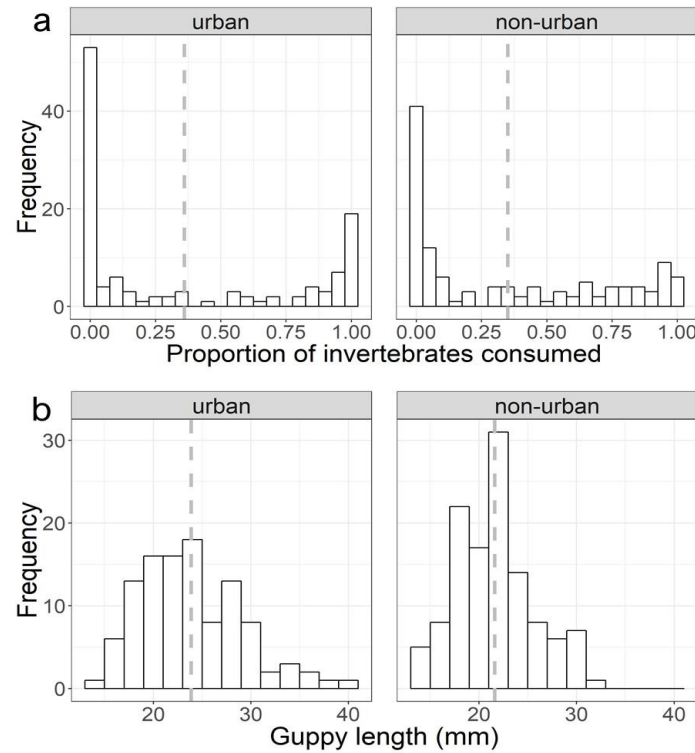 a
urban non-urban
Frequency
40
20
0
0.00 0.25 0.50 0.75 1.00 0.00 0.25 0.50 0.75 1.00
Proportion of invertebrates consumed
b
urban non-urban
Frequency
30
20
10
0
20 30 40 20 30 40
Guppy length (mm)